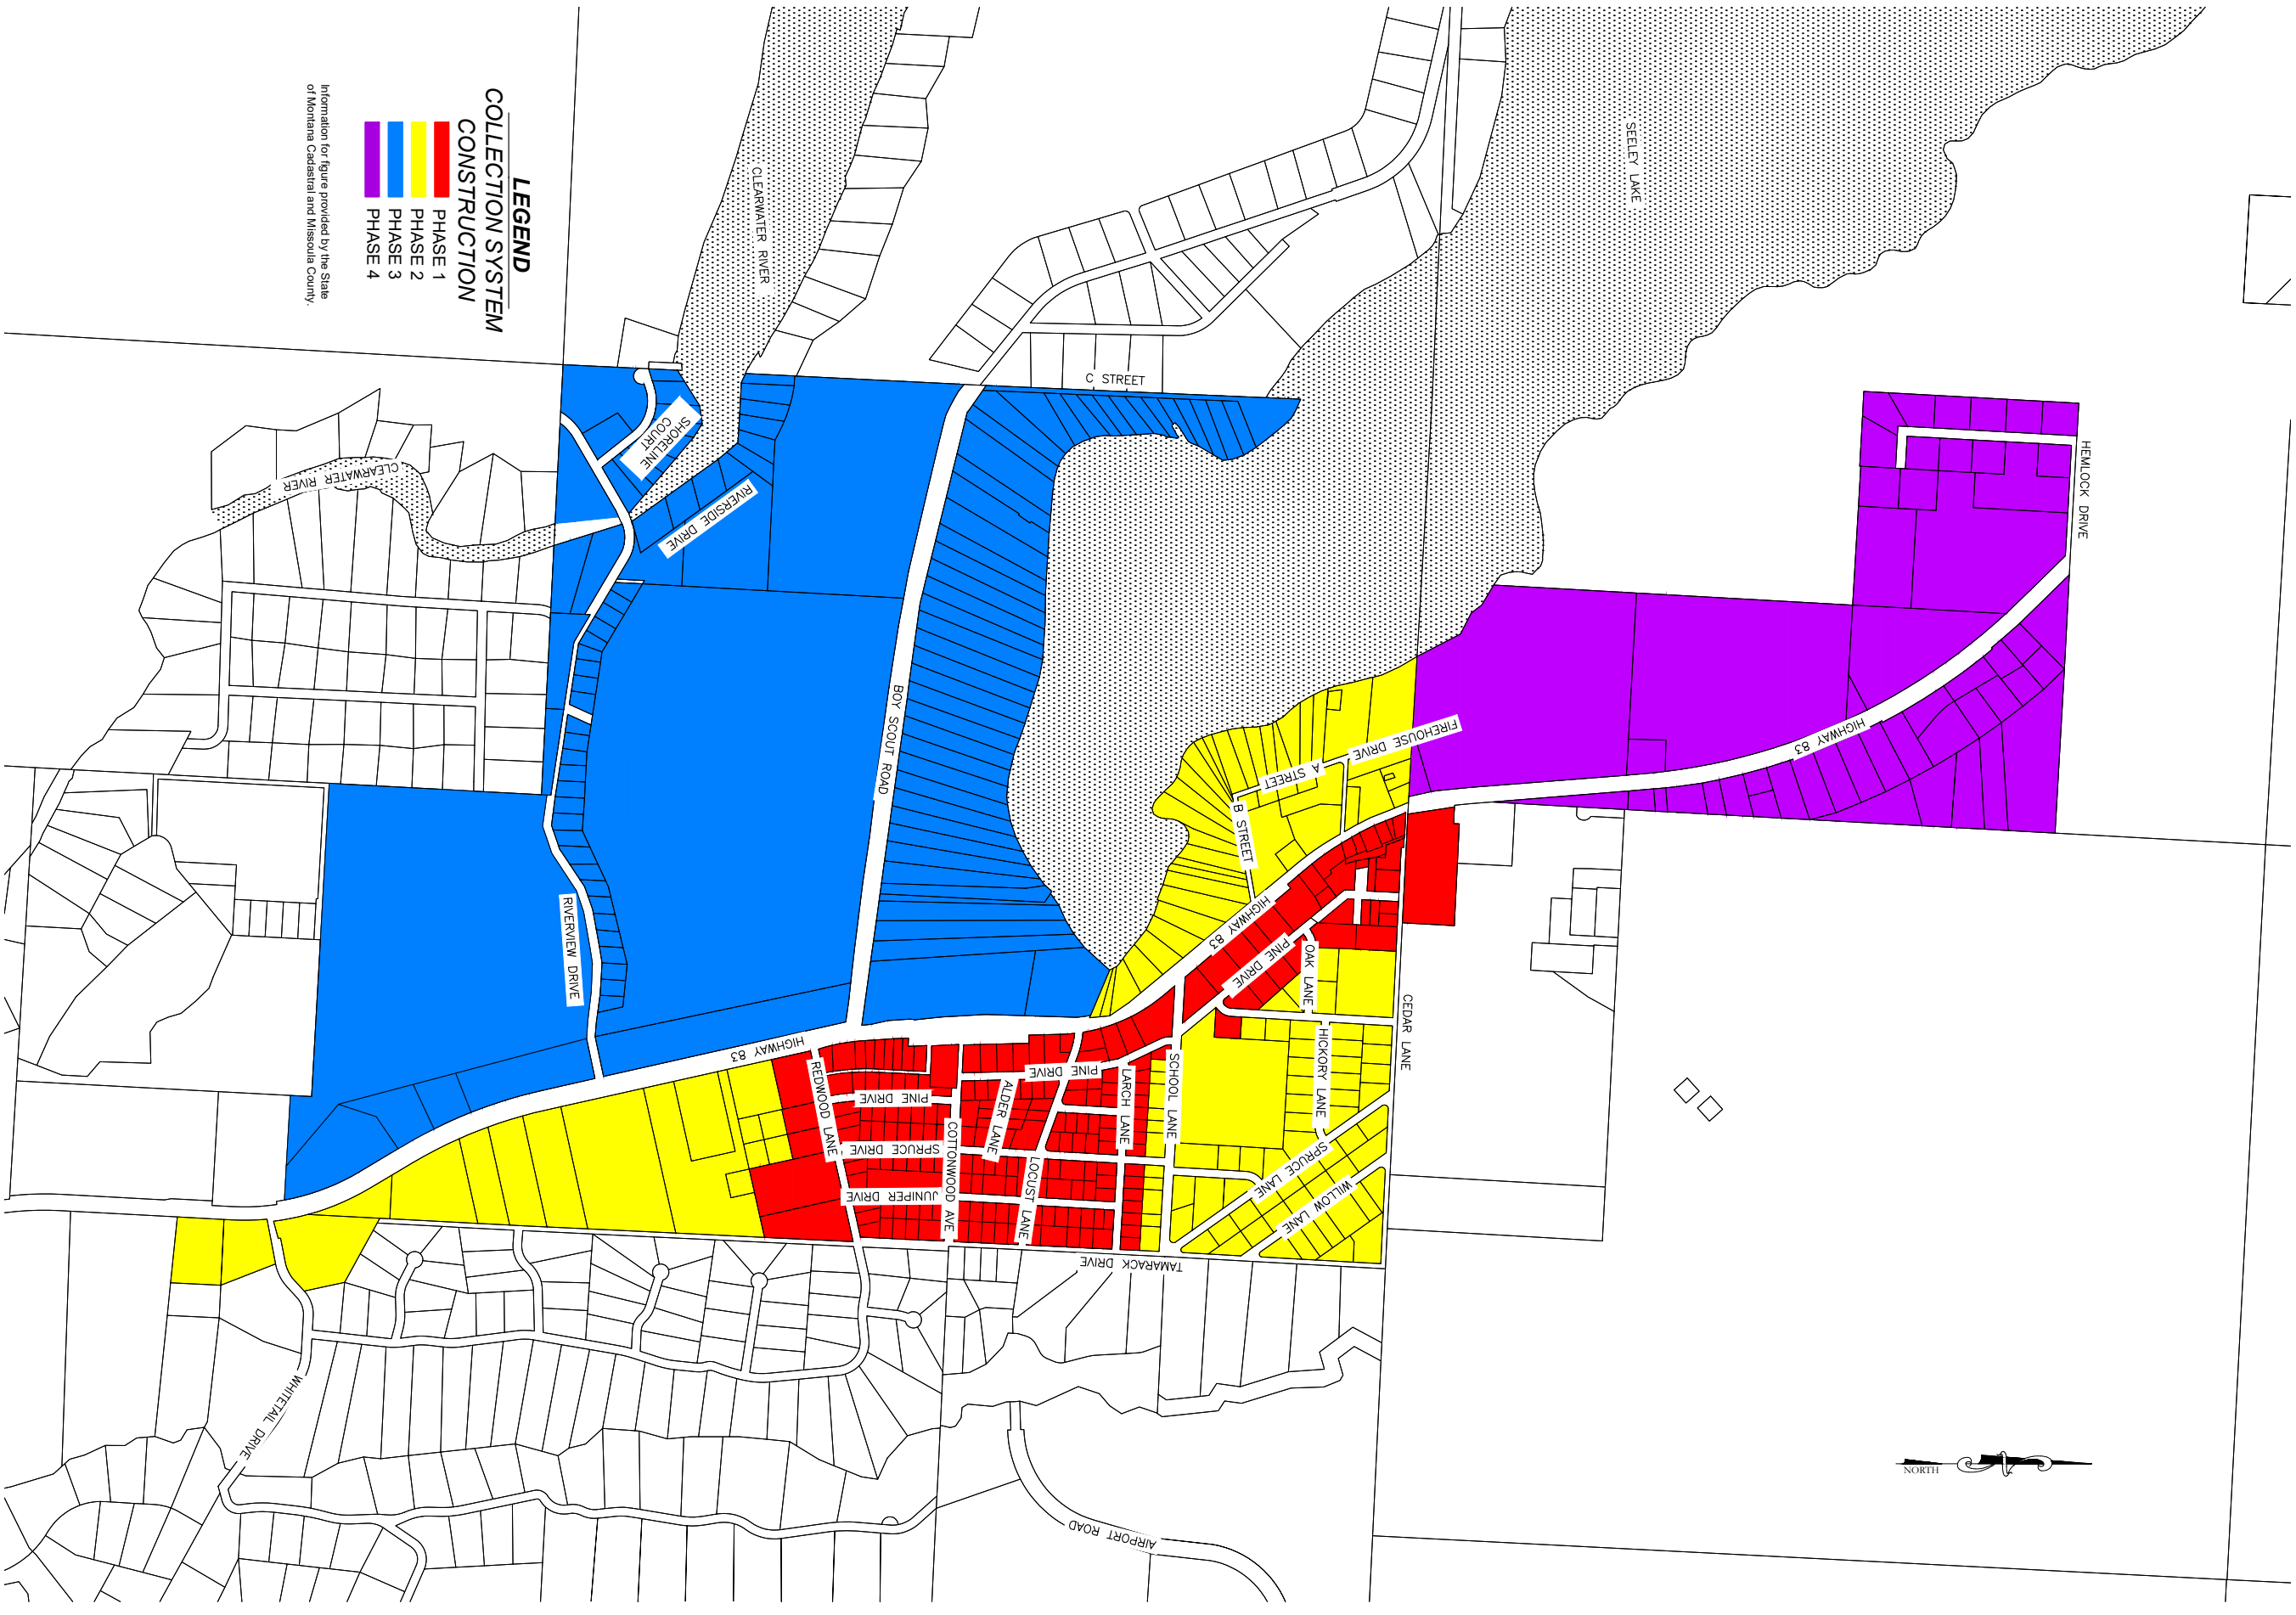 LEGEND
COLLECTION SYSTEM
CONSTRUCTION
PHASE 1
PHASE 2
PHASE 3
PHASE 4
Information for figure provided by the State
of Montana Cadastral and Missoula County.
CLEARWATER RIVER
SEELEY LAKE
C STREET
SHORELINE
COURT
CLEARWATER RIVER
RIVERSIDE DRIVE
HEMLOCK DRIVE
BOY SCOUT ROAD
FIREHOUSE DRIVE
A STREET
B STREET
HIGHWAY 83
RIVERVIEW DRIVE
HIGHWAY 83
PINE DRIVE
OAK LANE
CEDAR LANE
HICKORY LANE
HIGHWAY 83
REDWOOD LANE
PINE DRIVE
PINE DRIVE
ALDER LANE
LARCH LANE
SCHOOL LANE
SPRUCE DRIVE
COTTONWOOD AVE
LOCUST LANE
JUNIPER DRIVE
SPRUCE LANE
WILLOW LANE
TAMARACK DRIVE
WHITETAIL DRIVE
AIRPORT ROAD
NORTH